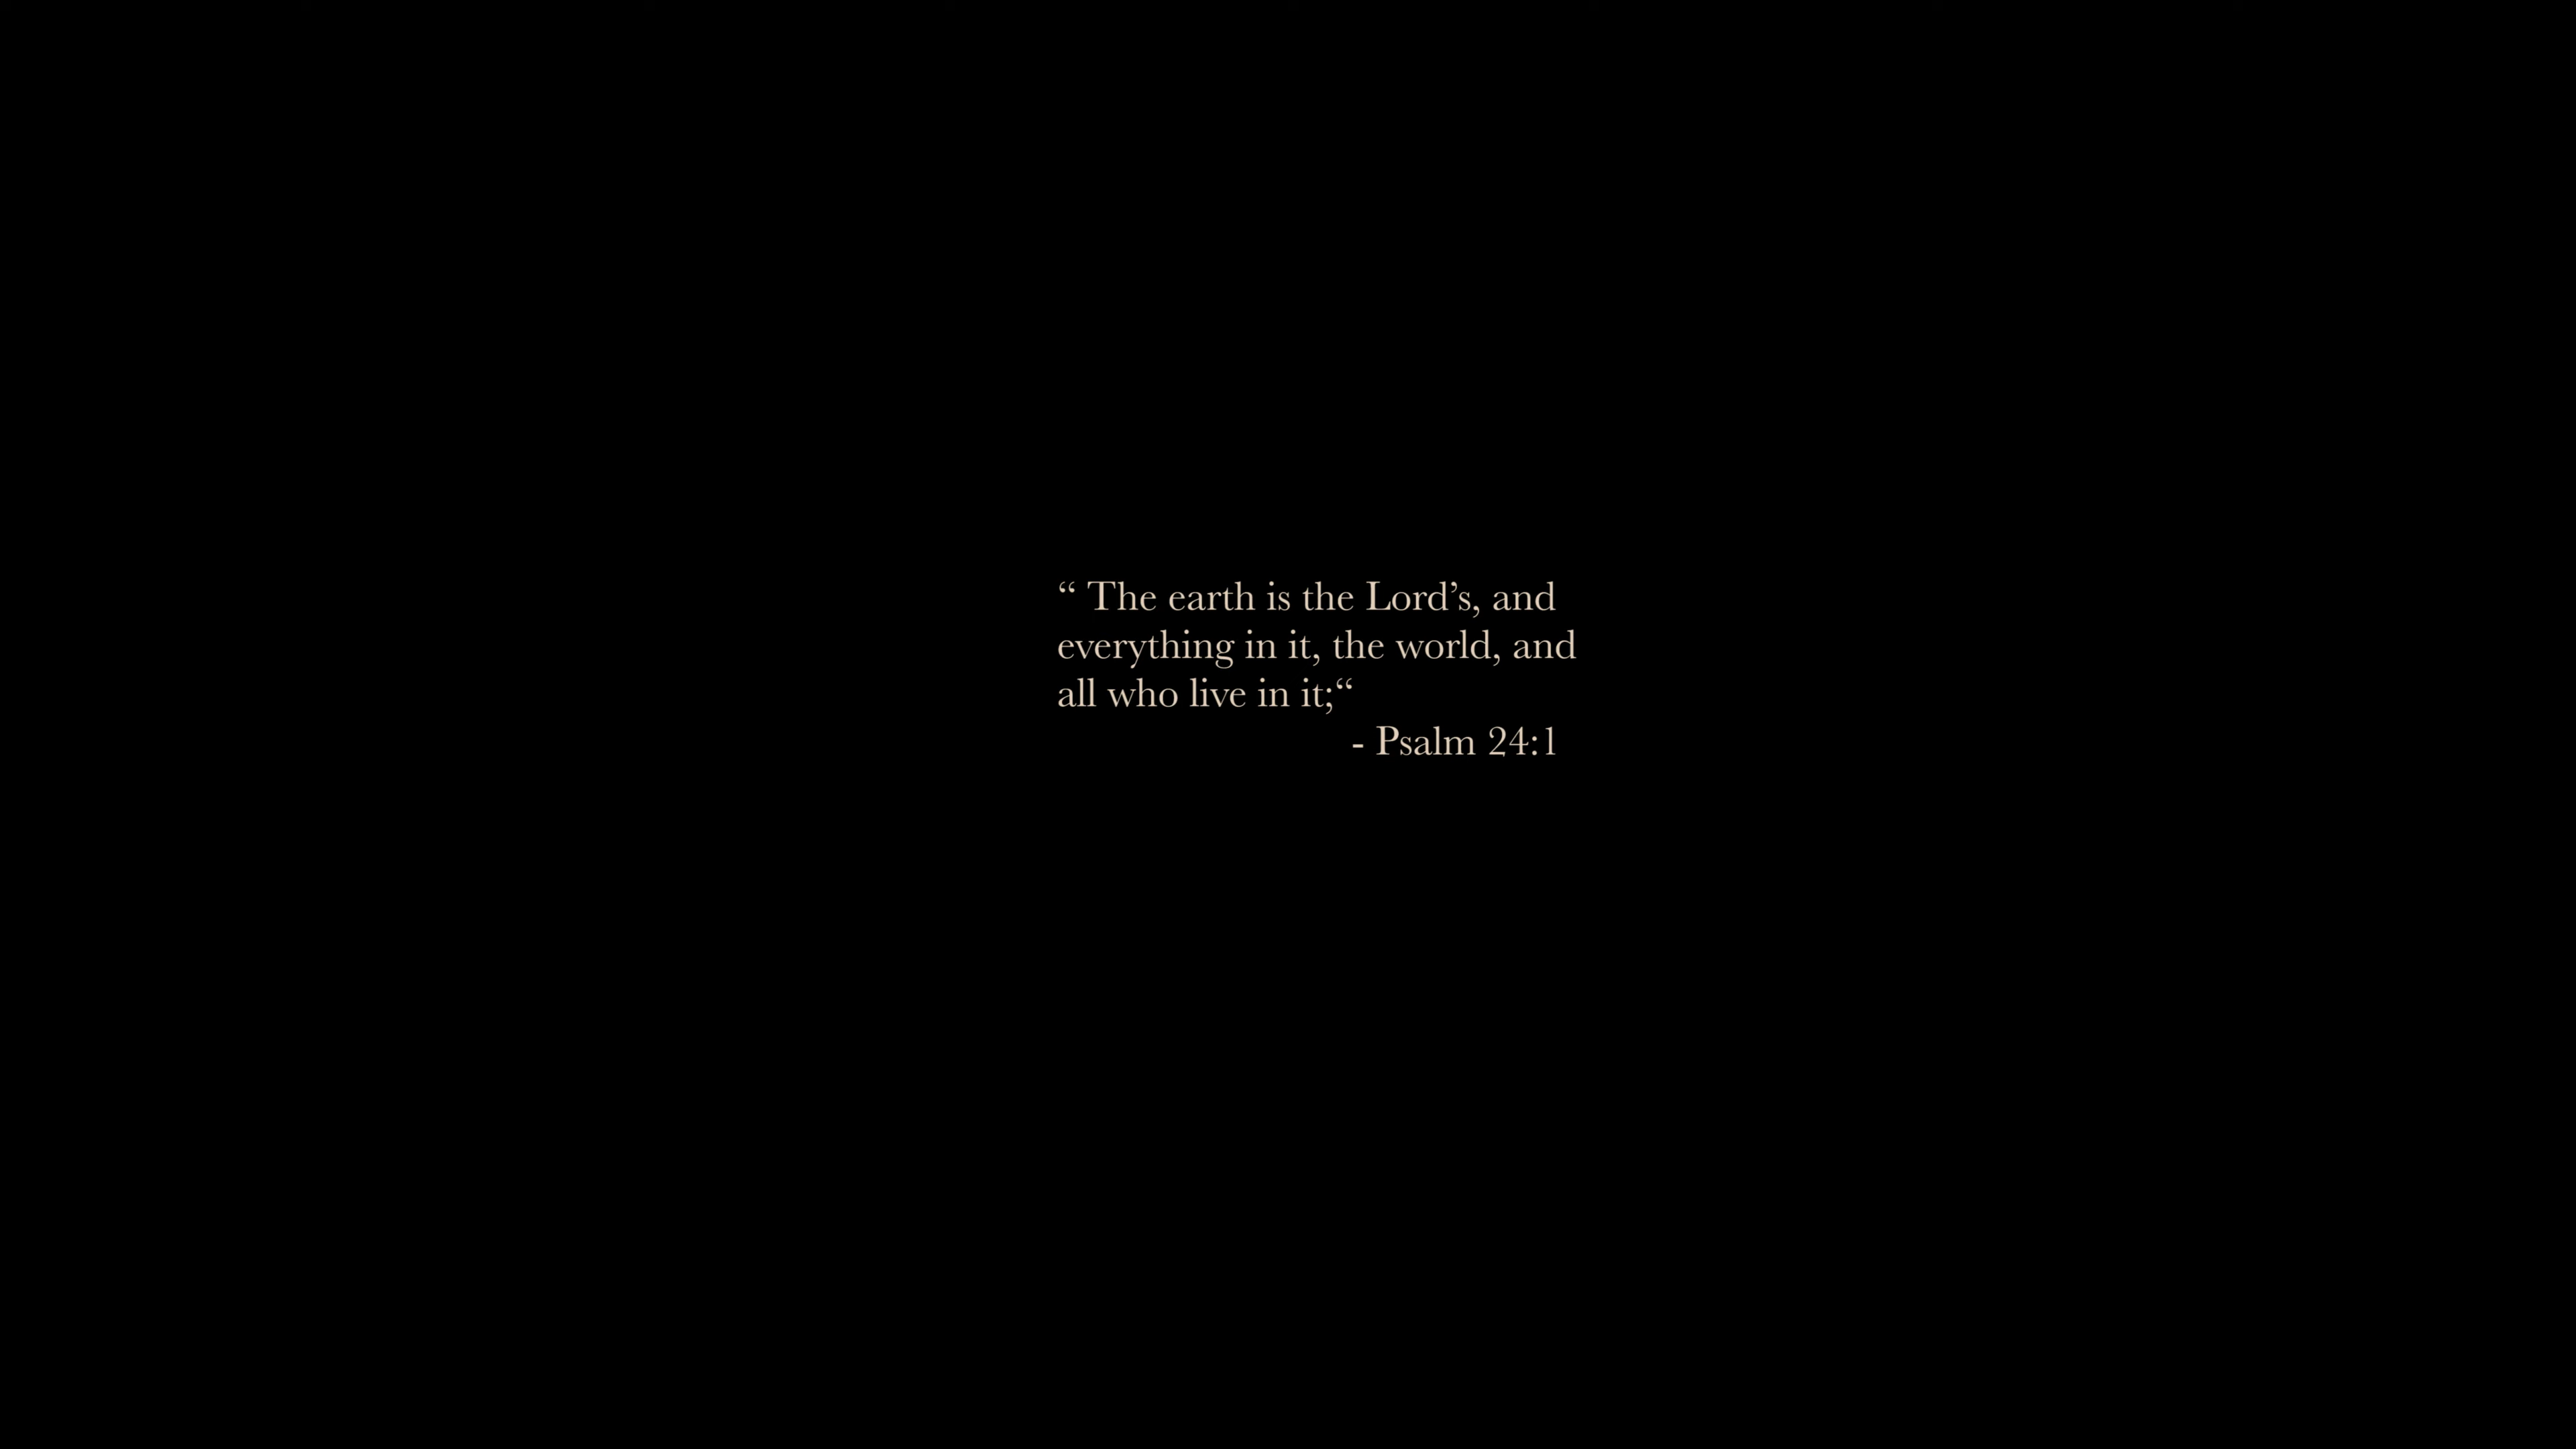 “ The earth is the Lord’s, and
everything in it, the world, and
all who live in it;“
- Psalm 24:1